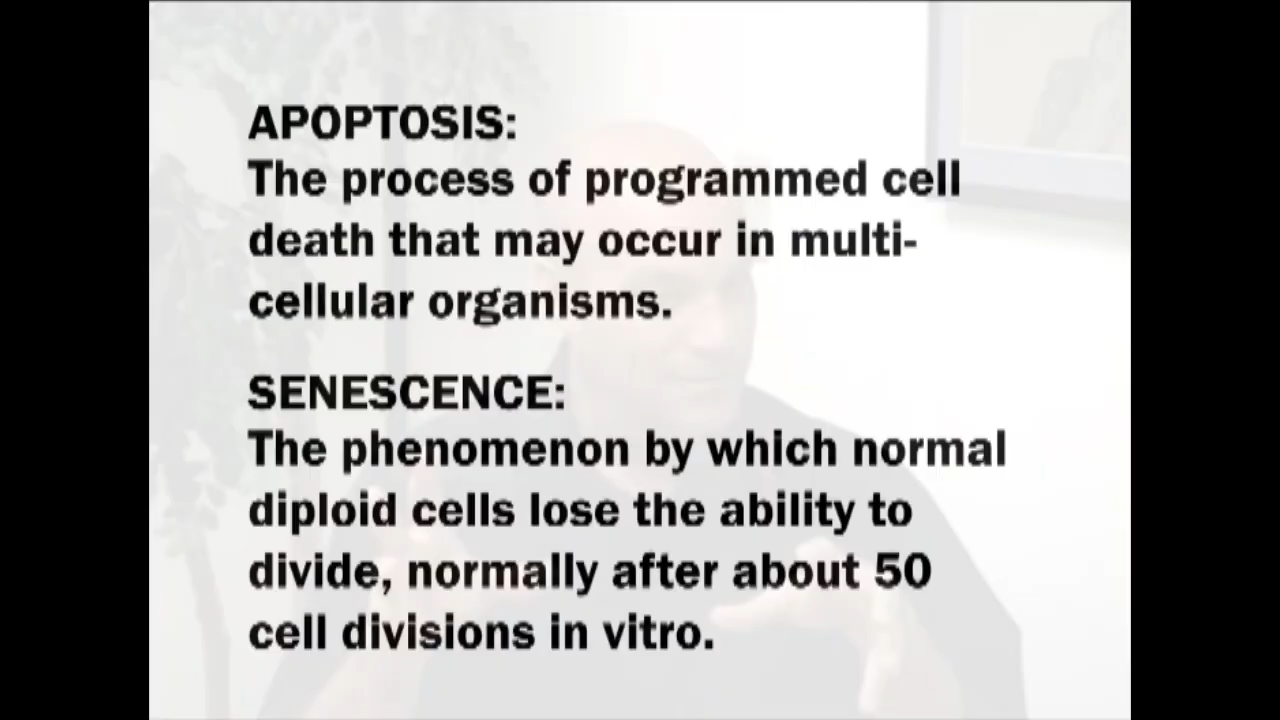 APOPTOSIS:
The process of programmed cell
death that may occur in multi-
cellular organisms.
SENESCENCE:
The phenomenon by which normal
diploid cells lose the ability to
divide, normally after about 50
cell divisions in vitro.